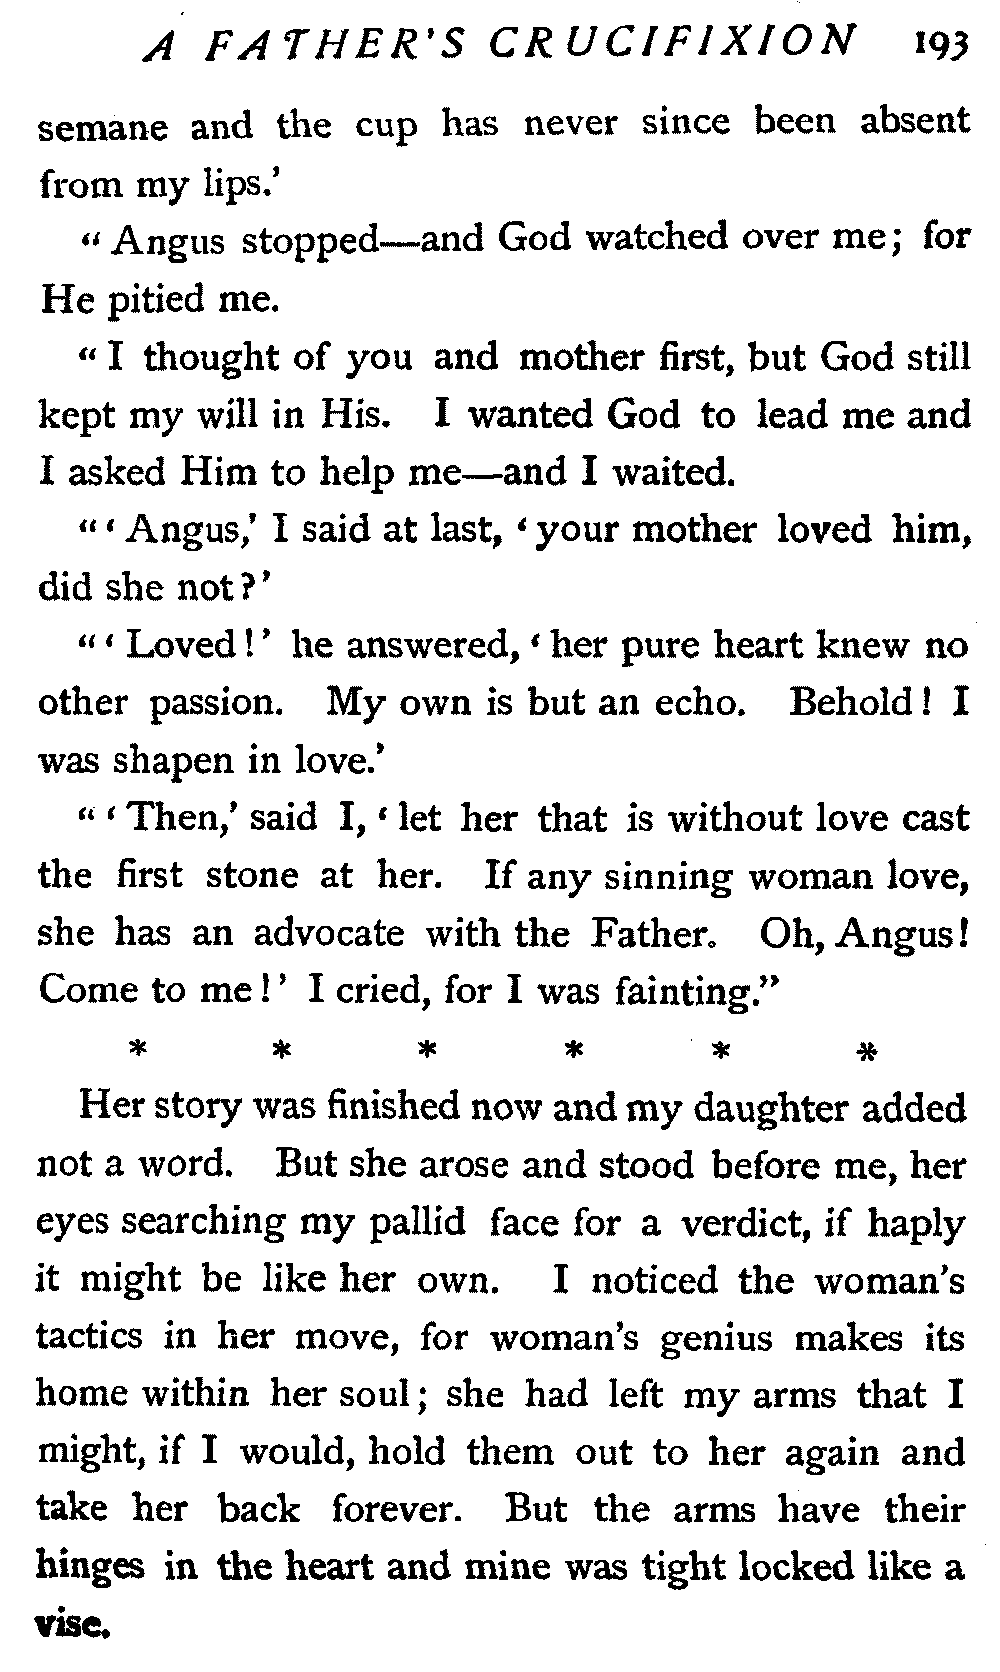 A FATHER'S CRUCIFIXION 193
semane and the cup has never since been absent
from my lips.'
"Angus stopped—and God watched over me; for
He pitied me.
"I thought of you and mother first, but God still
kept my will in His. I wanted God to lead me and
I asked Him to help me—and I waited.
"'Angus,' I said at last, 'your mother loved him,
did she not?'
"'Loved!' he answered, 'her pure heart knew no
other passion. My own is but an echo. Behold! I
was shapen in love.'
"'Then,' said I, 'let her that is without love cast
the first stone at her. If any sinning woman love,
she has an advocate with the Father. Oh, Angus!
Come to me!' I cried, for I was fainting."
* * * * * *
Her story was finished now and my daughter added
not a word. But she arose and stood before me, her
eyes searching my pallid face for a verdict, if haply
it might be like her own. I noticed the woman's
tactics in her move, for woman's genius makes its
home within her soul; she had left my arms that I
might, if I would, hold them out to her again and
take her back forever. But the arms have their
hinges in the heart and mine was tight locked like a
vise.